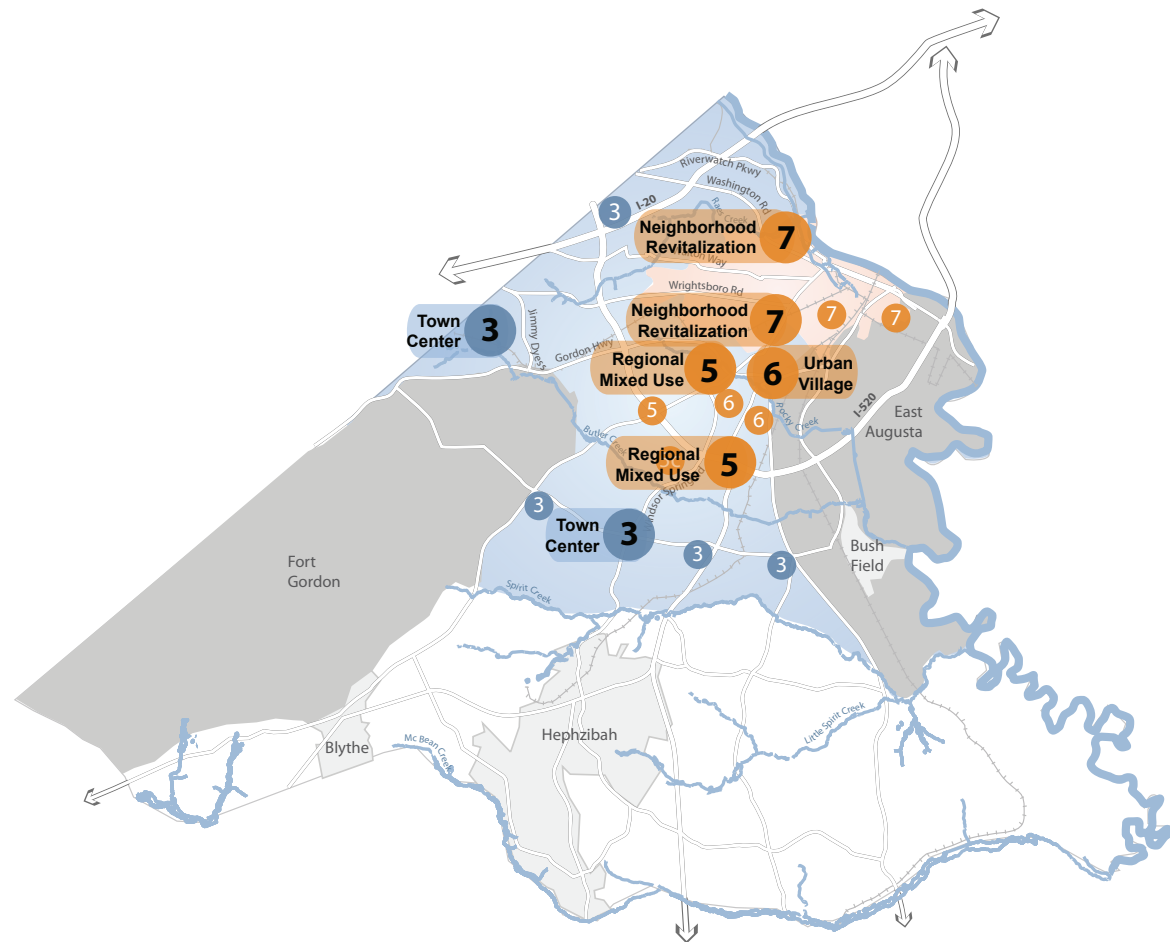 Riverwatch Pkwy
Washington Rd
I-20
3
Creek
Neighborhood
Revitalization
7
Way
Wrightsboro Rd
Neighborhood
Revitalization
7
7
7
Town
Center
3
Jimmy Dyess
Gordon Hwy
Regional
Mixed Use
5
6
Urban
Village
5
6
6
Rocky Creek
I-520
East
Augusta
Butler Creek
Regional
Mixed Use
5
3
Town
Center
3
3
3
Bush
Field
Fort
Gordon
Spirit Creek
Blythe
Mc Bean Creek
Hephzibah
Little Spirit Creek